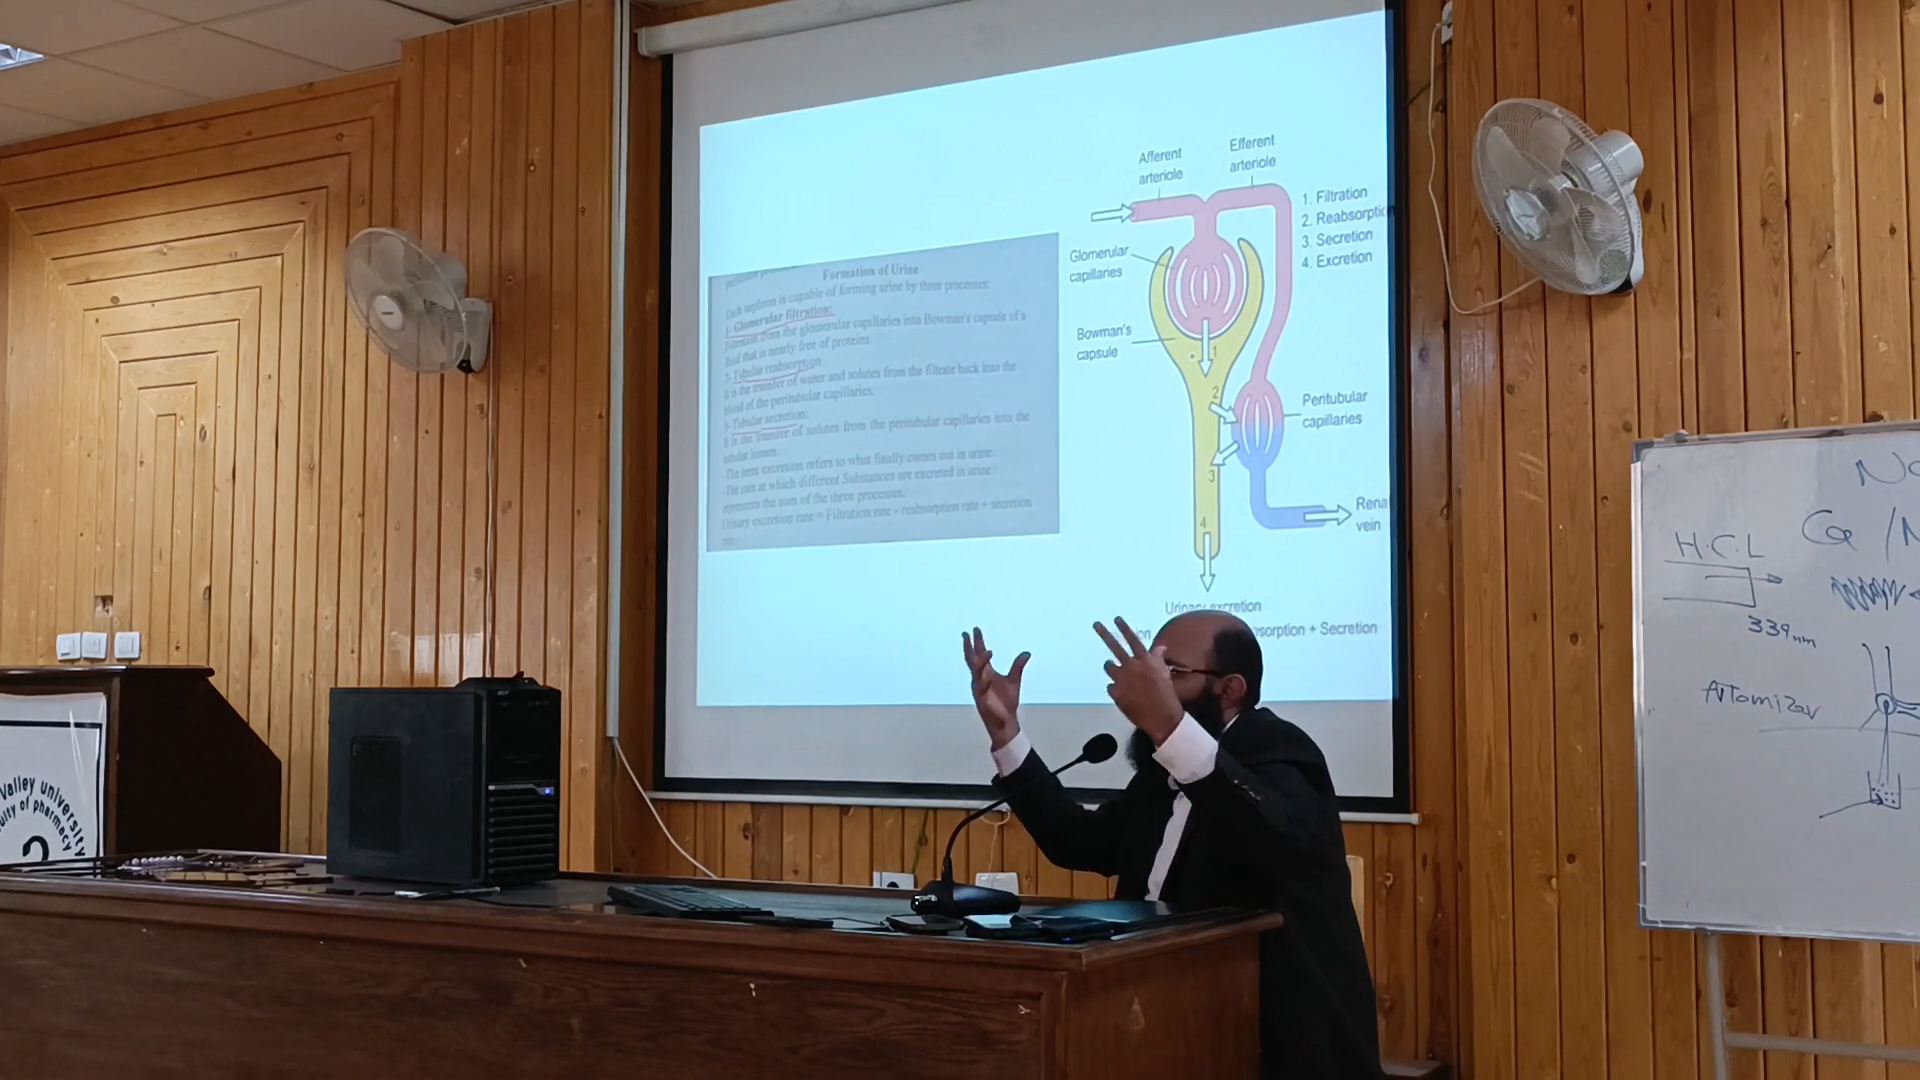 Formation of Urine
Each nephron is capable of forming urine by three processes:
1- Glomerular filtration:
Filtration from the glomerular capillaries into Bowman's capsule of a
fluid that is nearly free of proteins.
2- Tubular reabsorption
It is the transfer of water and solutes from the filtrate back into the
blood of the peritubular capillaries.
3- Tubular secretion:
It is the transfer of solutes from the peritubular capillaries into the
tubular lumen.
-The term excretion refers to what finally comes out in urine.
-The rate at which different Substances are excreted in urine
represents the sum of the three processes.
Urinary excretion rate = Filtration rate - reabsorption rate + secretion
rate
Afferent
arteriole
Efferent
arteriole
1. Filtration
2. Reabsorption
3. Secretion
4. Excretion
Glomerular
capillaries
Bowman's
capsule
1
2
3
4
Peritubular
capillaries
Renal
vein
Urinary excretion
sorption + Secretion
H.C.L
339 nm
Atomizer
Valley university
ulty of pharmacy